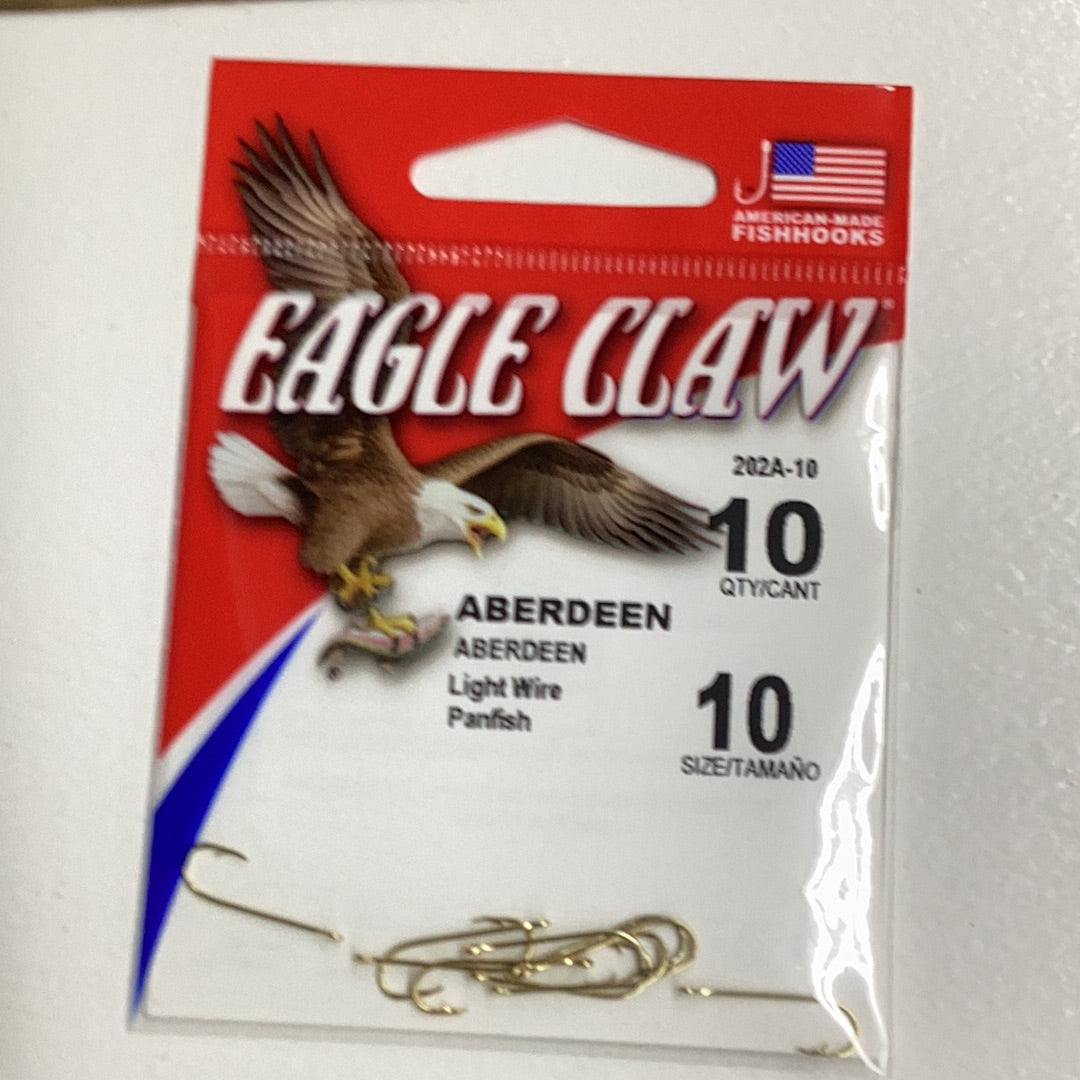 AMERICAN-MADE
FISHHOOKS
EAGLE CLAW
202A-10
10
QTY/CANT
ABERDEEN
ABERDEEN
Light Wire
Panfish
10
SIZE/TAMAÑO